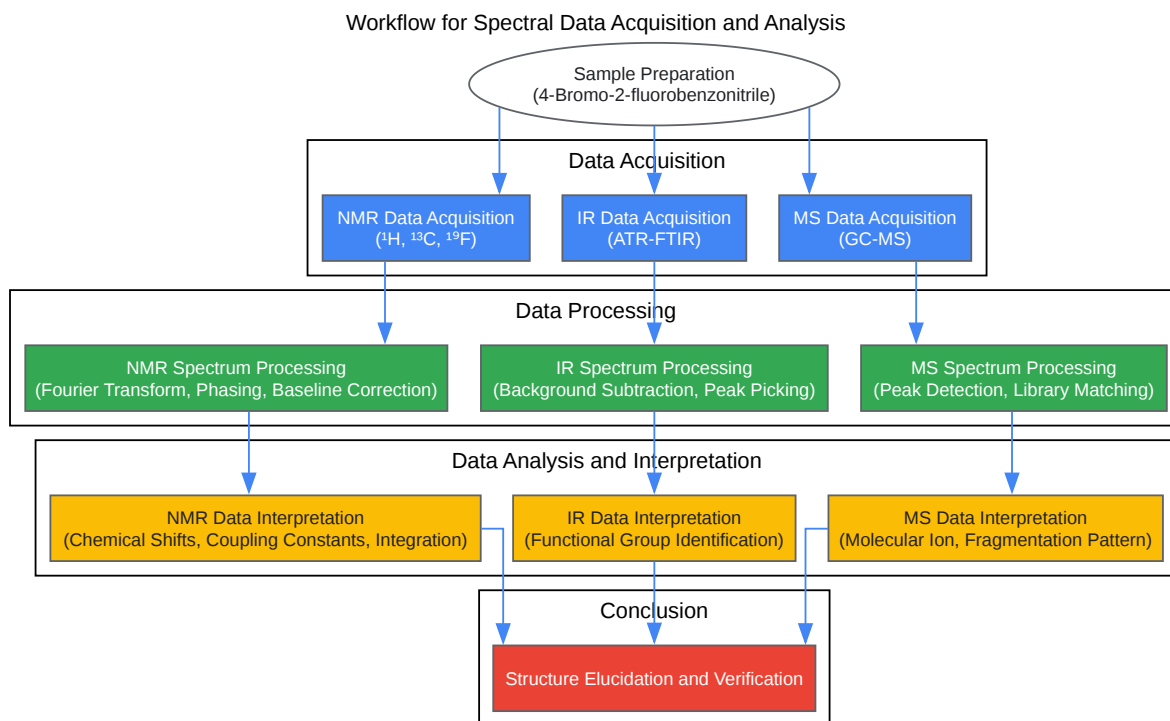 Workflow for Spectral Data Acquisition and Analysis
Sample Preparation
(4-Bromo-2-fluorobenzonitrile)
Data Acquisition
NMR Data Acquisition
(¹H, ¹³C, ¹⁹F)
IR Data Acquisition
(ATR-FTIR)
MS Data Acquisition
(GC-MS)
Data Processing
NMR Spectrum Processing
(Fourier Transform, Phasing, Baseline Correction)
IR Spectrum Processing
(Background Subtraction, Peak Picking)
MS Spectrum Processing
(Peak Detection, Library Matching)
Data Analysis and Interpretation
NMR Data Interpretation
(Chemical Shifts, Coupling Constants, Integration)
IR Data Interpretation
(Functional Group Identification)
MS Data Interpretation
(Molecular Ion, Fragmentation Pattern)
Conclusion
Structure Elucidation and Verification